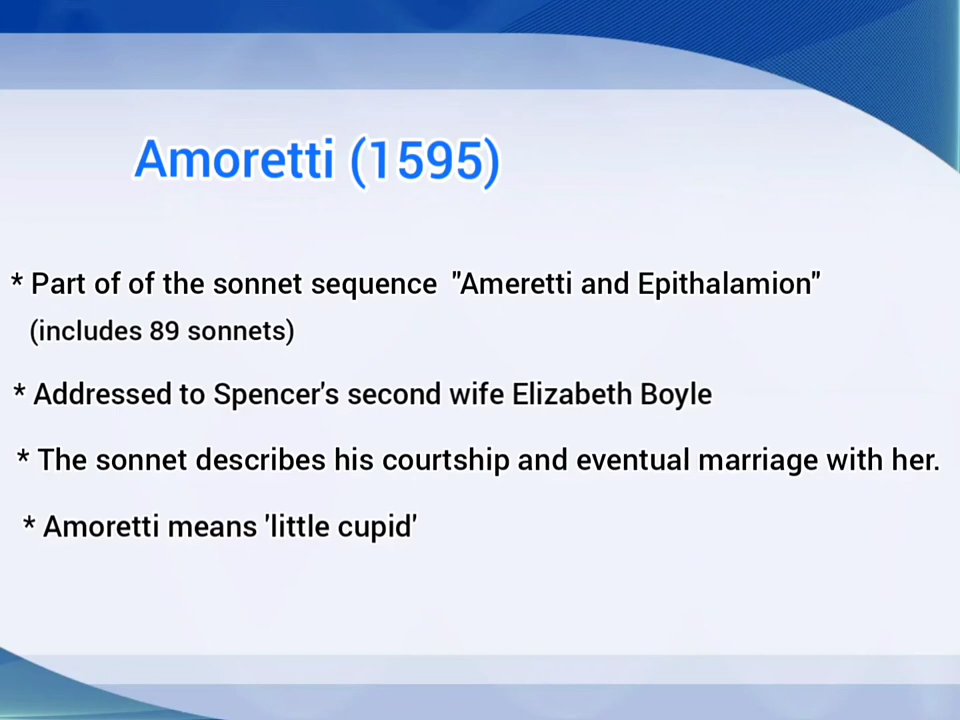 Amoretti (1595)
* Part of of the sonnet sequence "Ameretti and Epithalamion"
(includes 89 sonnets)
* Addressed to Spencer's second wife Elizabeth Boyle
* The sonnet describes his courtship and eventual marriage with her.
* Amoretti means 'little cupid'